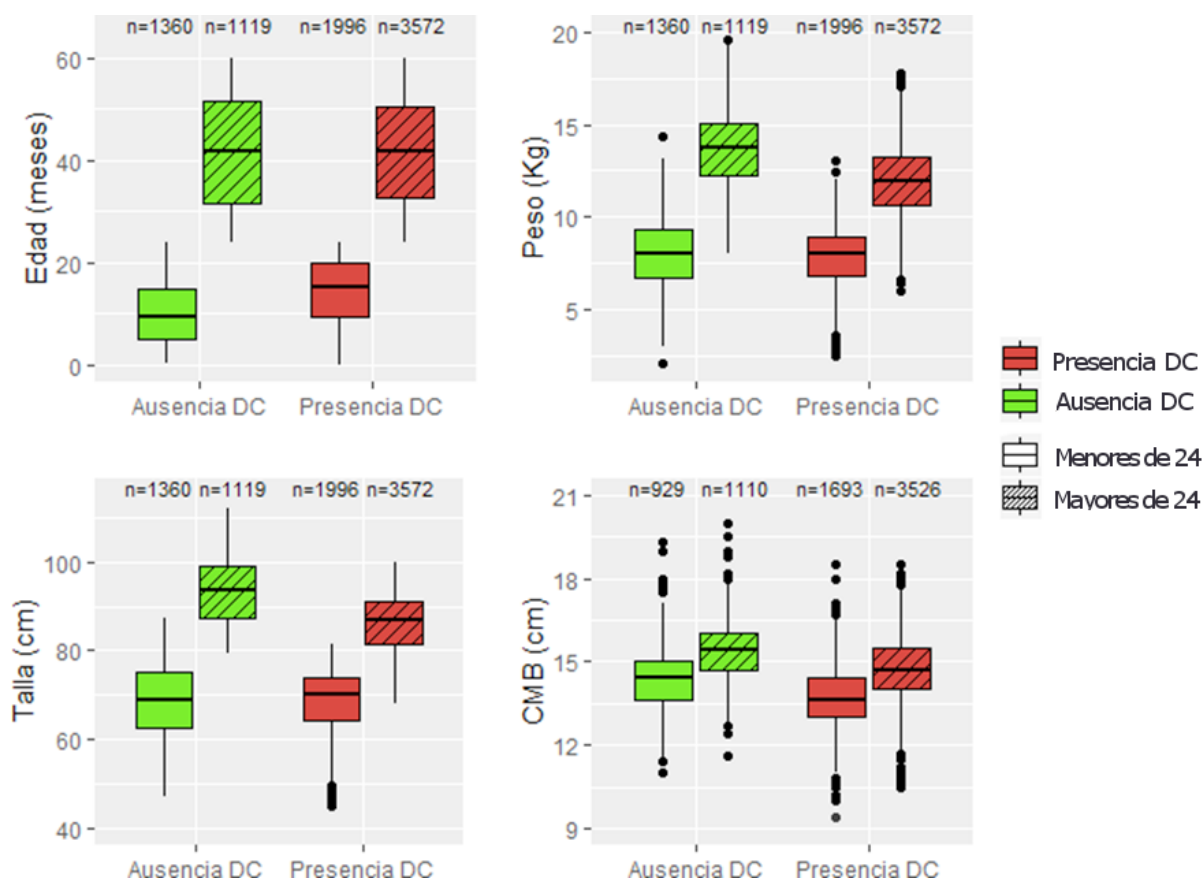 n=1360 n=1119 n=1996 n=3572
60
40
20
0
Edad (meses)
Ausencia DC Presencia DC
n=1360 n=1119 n=1996 n=3572
20
15
10
5
Peso (Kg)
Ausencia DC Presencia DC
Presencia DC
Ausencia DC
Menores de 24
Mayores de 24
n=1360 n=1119 n=1996 n=3572
100
80
60
40
Talla (cm)
Ausencia DC Presencia DC
n=929 n=1110 n=1693 n=3526
21
18
15
12
9
CMB (cm)
Ausencia DC Presencia DC